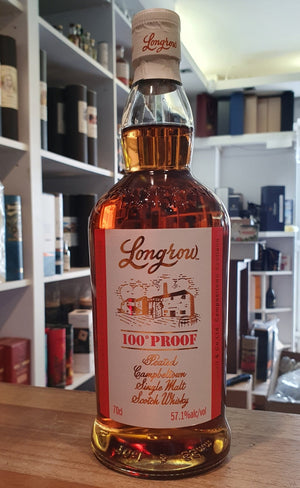 Longrow
Longrow
100° PROOF
Peated
Campbeltown
Single Malt
Scotch Whisky
70cl
57.1%alc/vol